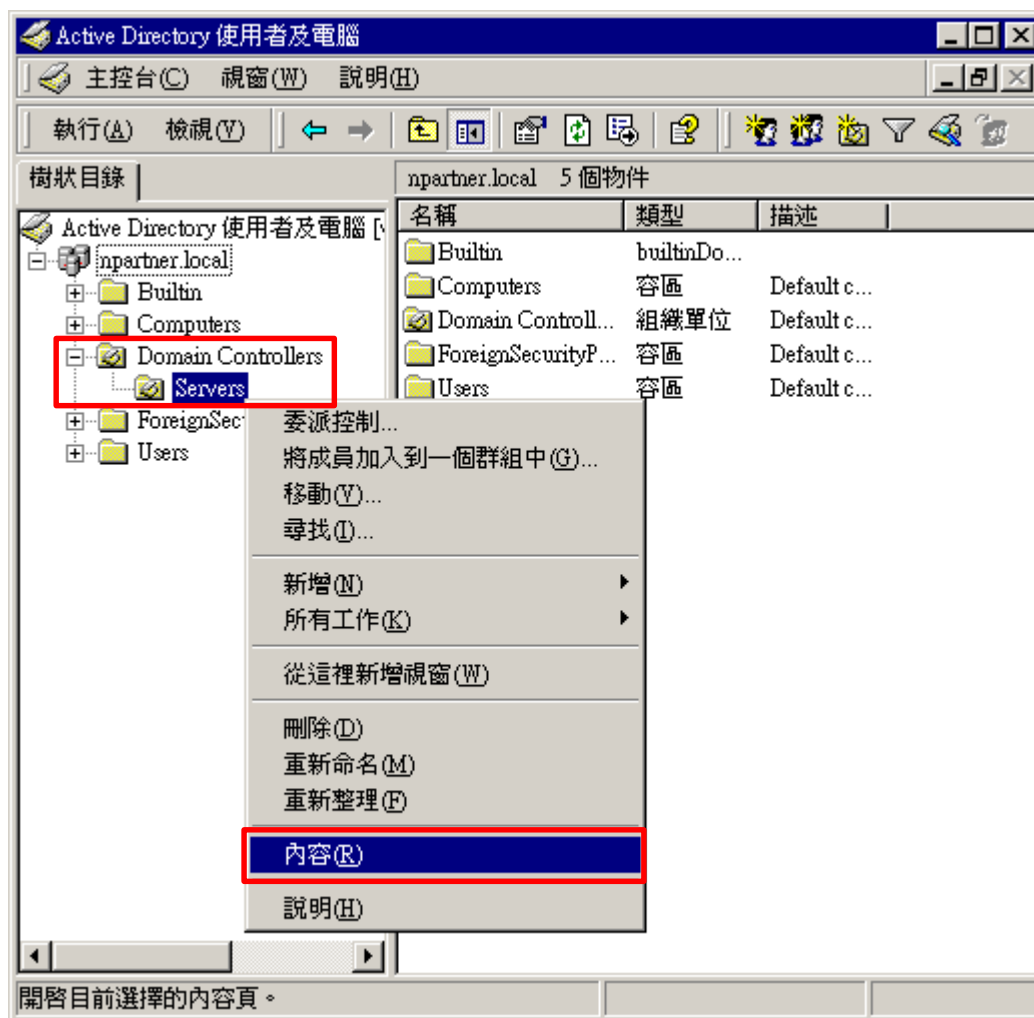 Active Directory 使用者及電腦
主控台(C) 視窗(W) 說明(H)
執行(A) 檢視(V)
樹狀目錄
npartner.local 5 個物件
Active Directory 使用者及電腦 [
npartner.local
Builtin
Computers
Domain Controllers
Servers
ForeignSec
Users
名稱 類型 描述
Builtin builtinDo...
Computers 容區 Default c...
Domain Controll... 組織單位 Default c...
ForeignSecurityP... 容區 Default c...
Users 容區 Default c...
委派控制...
將成員加入到一個群組中(G)...
移動(V)...
尋找(I)...
新增(N)
所有工作(K)
從這裡新增視窗(W)
刪除(D)
重新命名(M)
重新整理(F)
內容(R)
說明(H)
開啟目前選擇的內容頁。